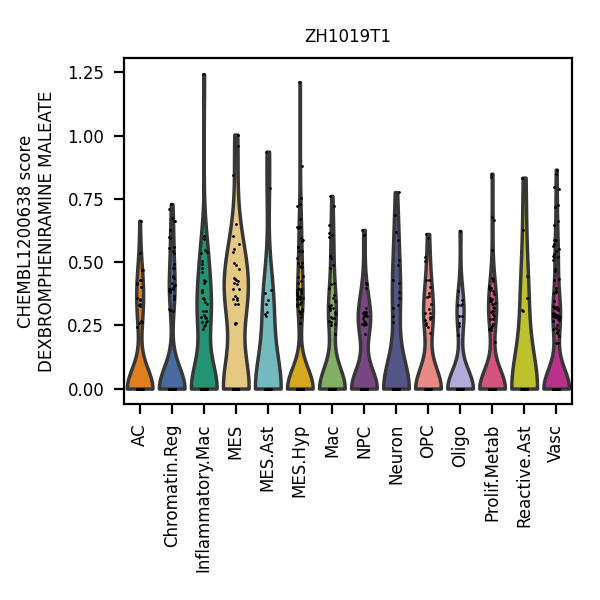 ZH1019T1
CHEMBL1200638 score
DEXBROMPHENIRAMINE MALEATE
1.25
1.00
0.75
0.50
0.25
0.00
AC
Chromatin.Reg
Inflammatory.Mac
MES
MES.Ast
MES.Hyp
Mac
NPC
Neuron
OPC
Oligo
Prolif.Metab
Reactive.Ast
Vasc